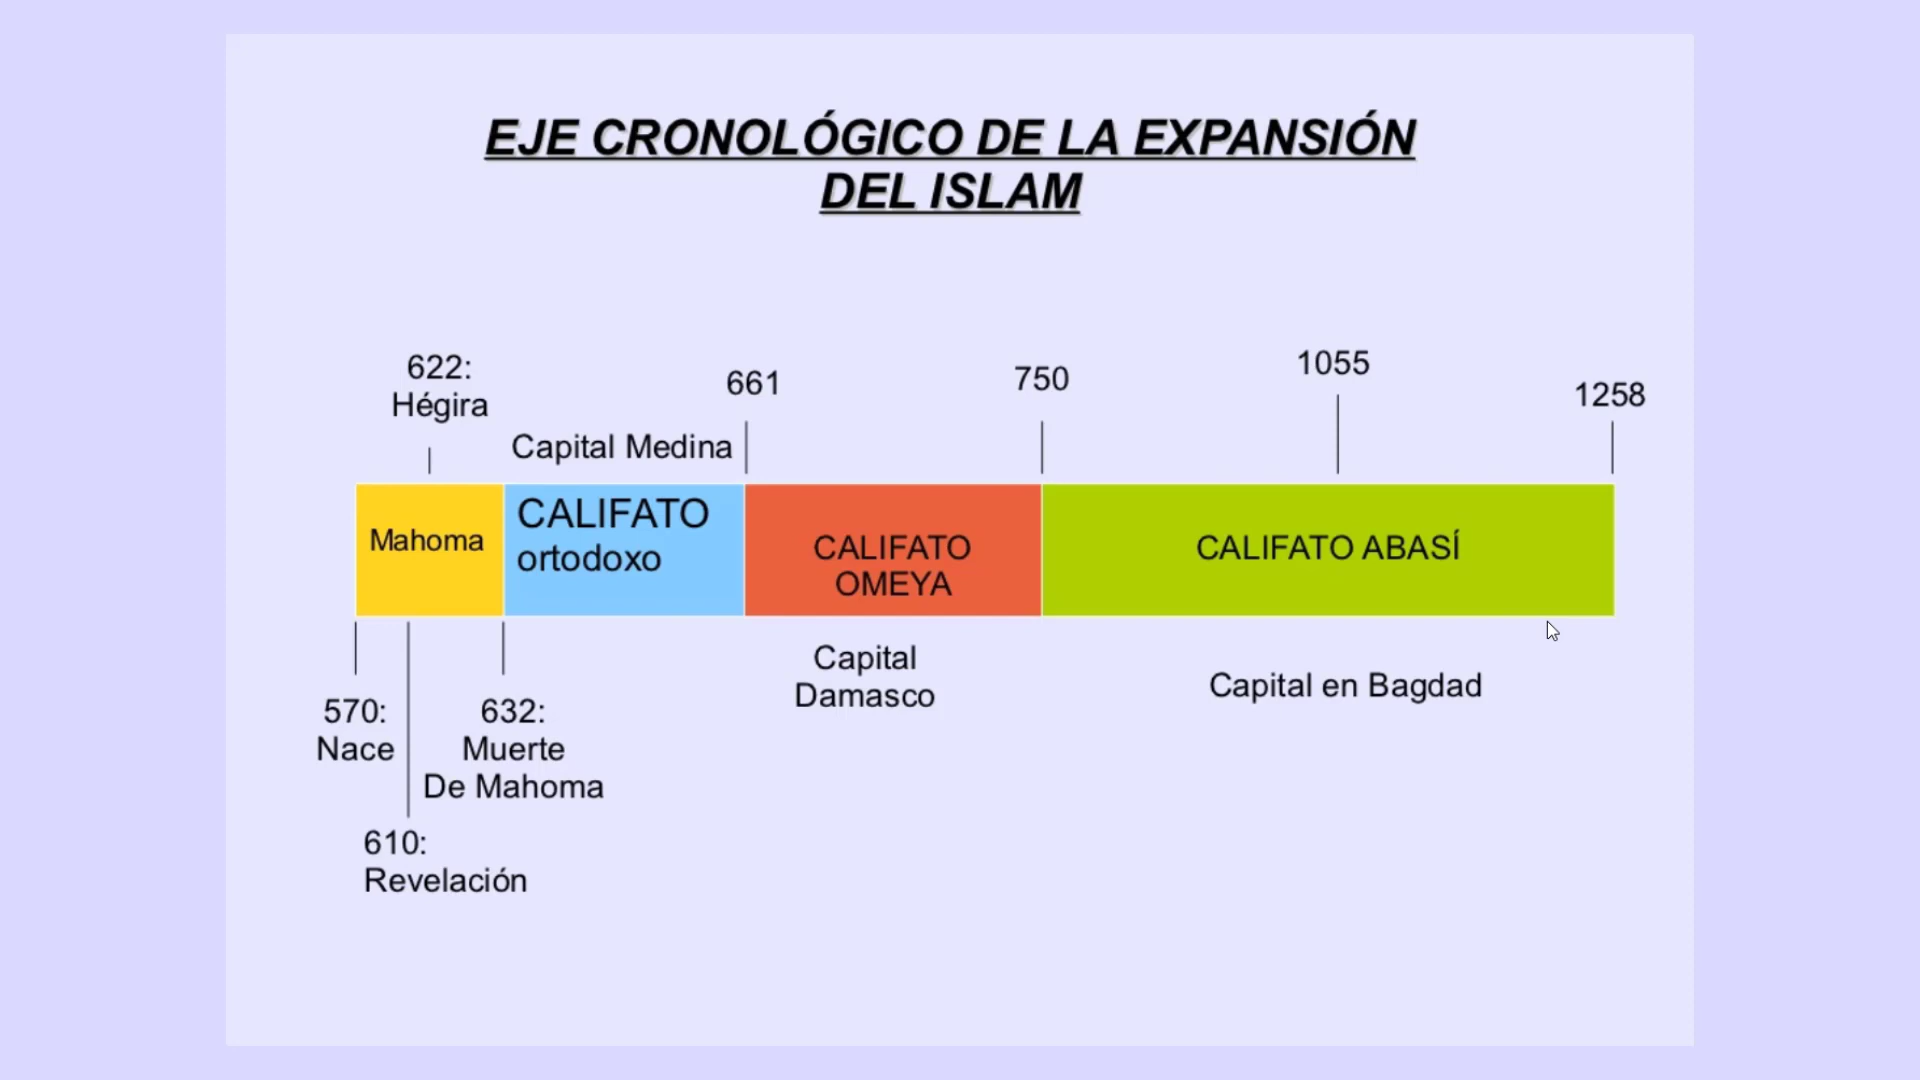 EJE CRONOLÓGICO DE LA EXPANSIÓN
DEL ISLAM
622:
Hégira
Capital Medina
661
750
1055
1258
Mahoma
CALIFATO
ortodoxo
CALIFATO
OMEYA
CALIFATO ABASÍ
Capital
Damasco
Capital en Bagdad
570:
Nace
632:
Muerte
De Mahoma
610:
Revelación